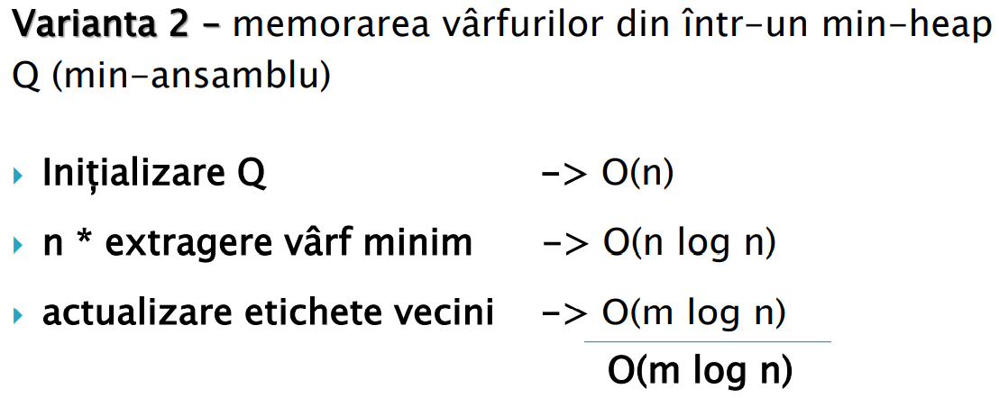 Varianta 2 – memorarea vârfurilor din într-un min-heap
Q (min-ansamblu)
Inițializare Q –> O(n)
n * extragere vârf minim –> O(n log n)
actualizare etichete vecini –> O(m log n)
O(m log n)